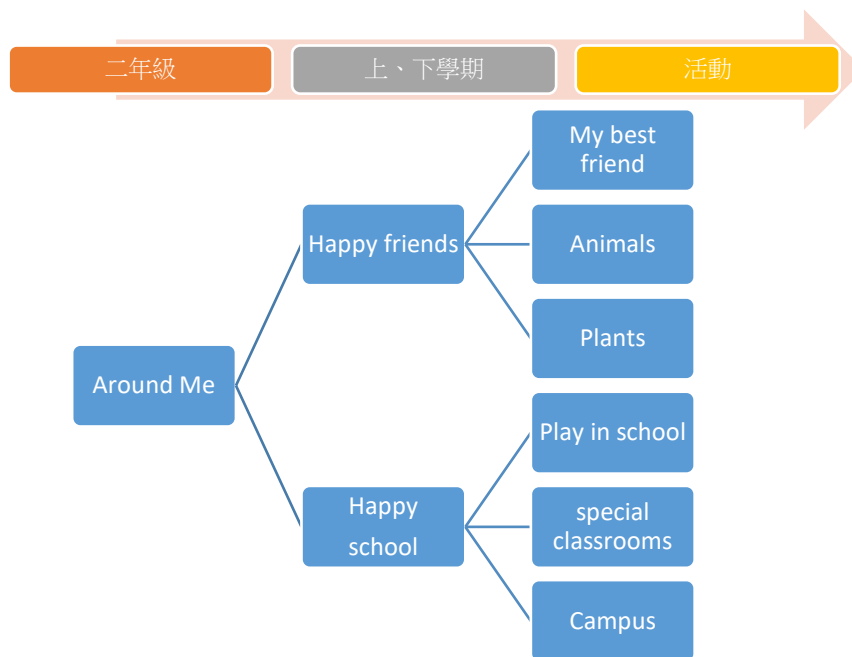 二年級
上、下學期
活動
My best
friend
Happy friends
Animals
Plants
Around Me
Play in school
Happy
school
special
classrooms
Campus